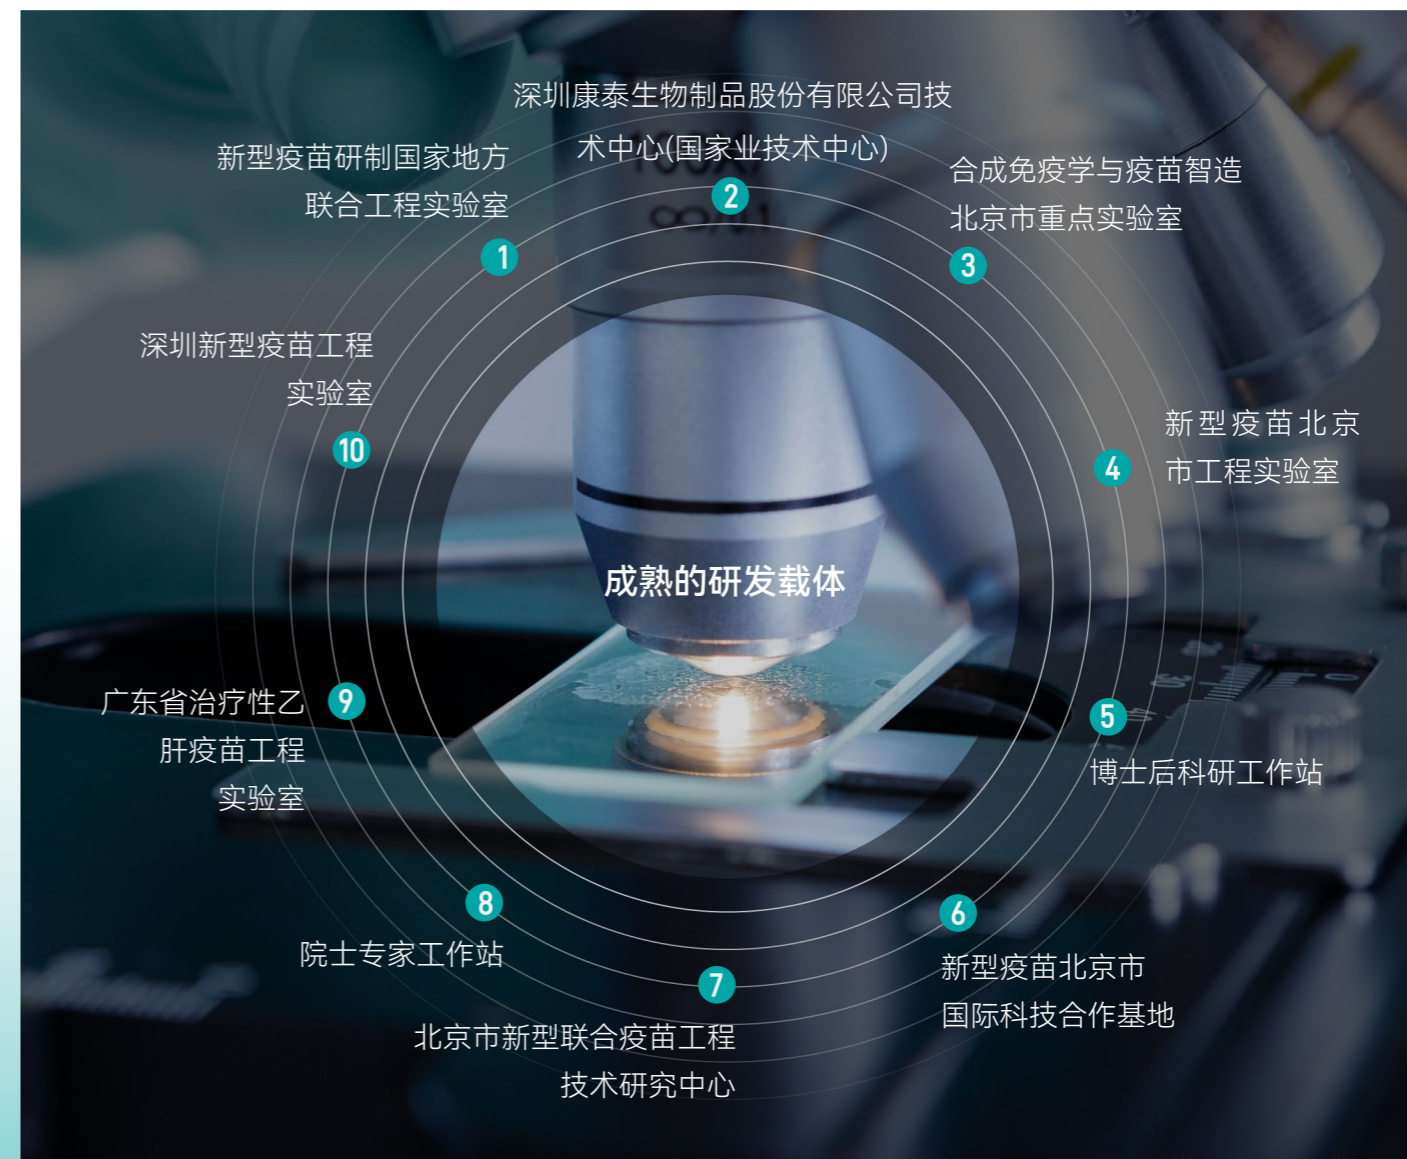 深圳康泰生物制品股份有限公司技
术中心(国家业技术中心)
2
新型疫苗研制国家地方
联合工程实验室
1
合成免疫学与疫苗智造
北京市重点实验室
3
深圳新型疫苗工程
实验室
10
新型疫苗北京
市工程实验室
4
成熟的研发载体
广东省治疗性乙
肝疫苗工程
实验室
9
5
博士后科研工作站
8
院士专家工作站
6
新型疫苗北京市
国际科技合作基地
7
北京市新型联合疫苗工程
技术研究中心